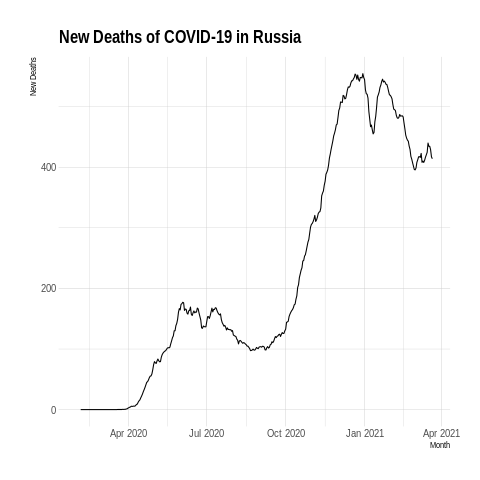 New Deaths of COVID-19 in Russia
New Deaths
400
200
0
Apr 2020 Jul 2020 Oct 2020 Jan 2021 Apr 2021
Month